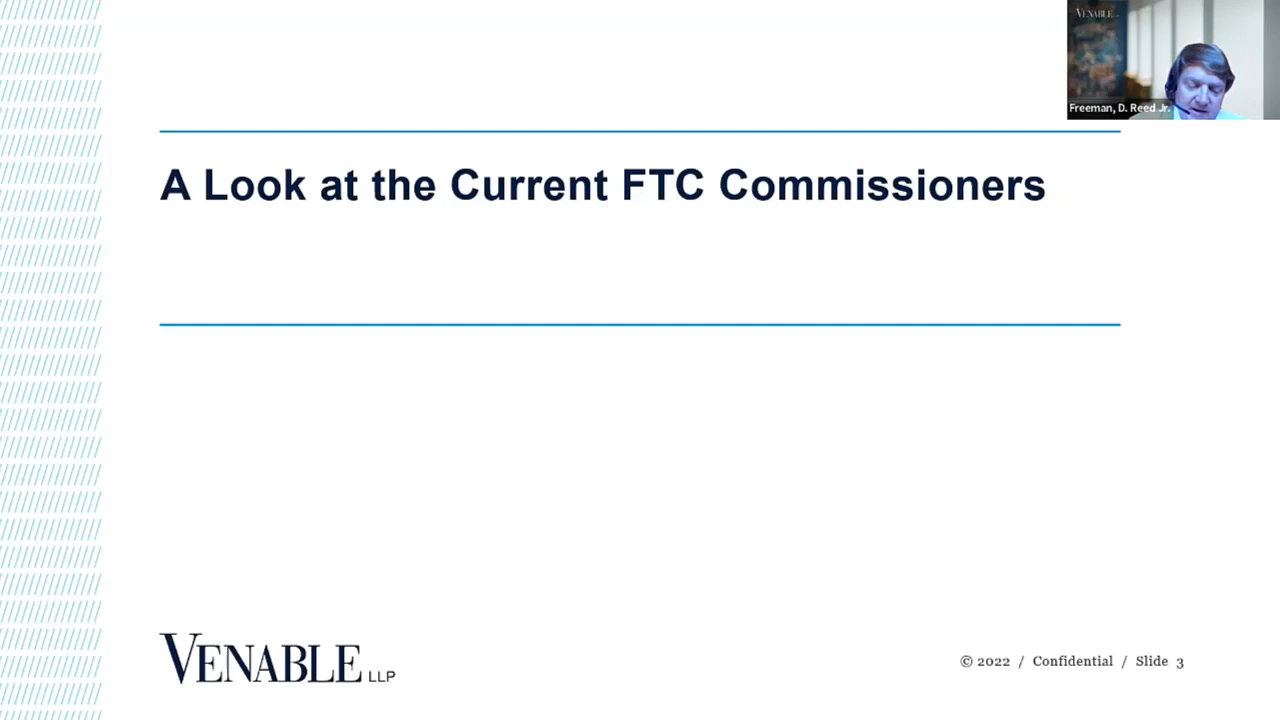 VENABLE
Freeman, D. Reed Jr.
A Look at the Current FTC Commissioners
VENABLE LLP
© 2022 / Confidential / Slide 3